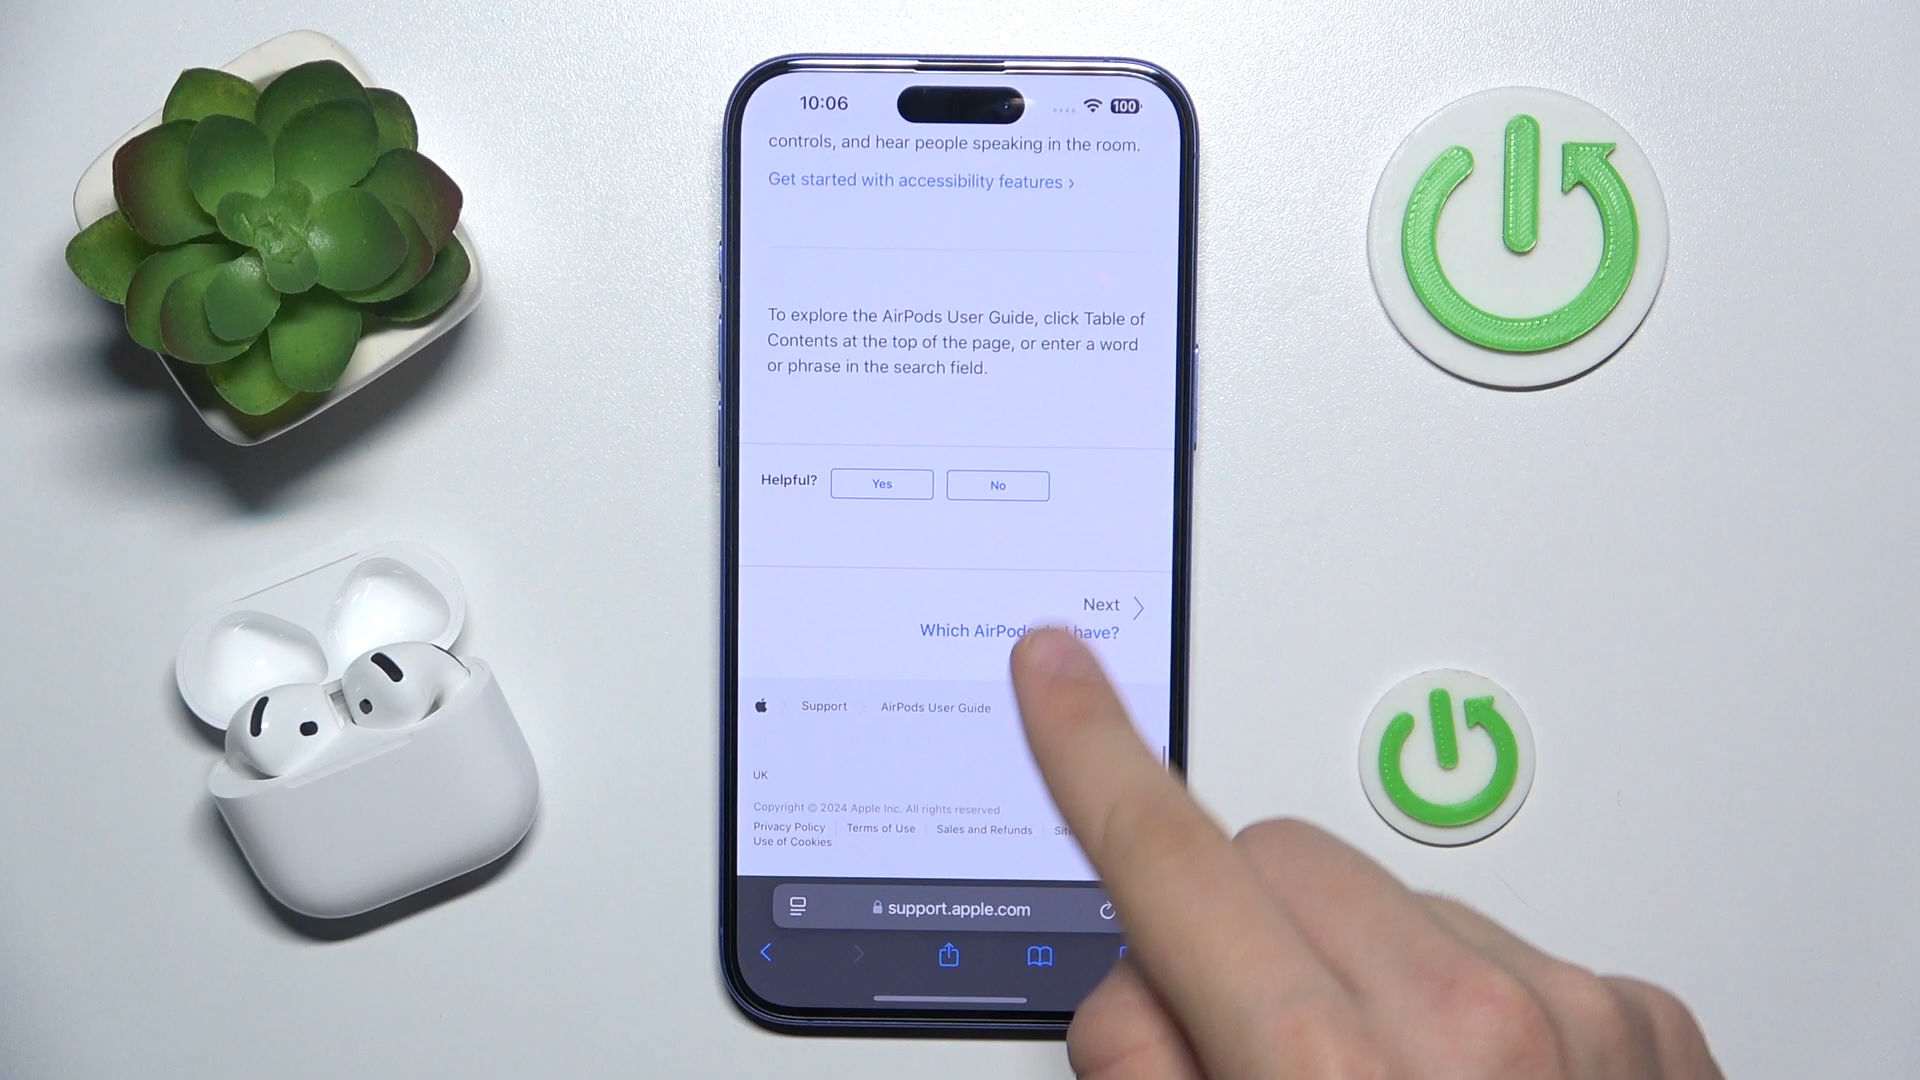 10:06
100
controls, and hear people speaking in the room.
Get started with accessibility features >
To explore the AirPods User Guide, click Table of
Contents at the top of the page, or enter a word
or phrase in the search field.
Helpful? Yes No
Next
Which AirPods I have?
Support AirPods User Guide
UK
Copyright © 2024 Apple Inc. All rights reserved.
Privacy Policy Terms of Use Sales and Refunds
Use of Cookies
support.apple.com